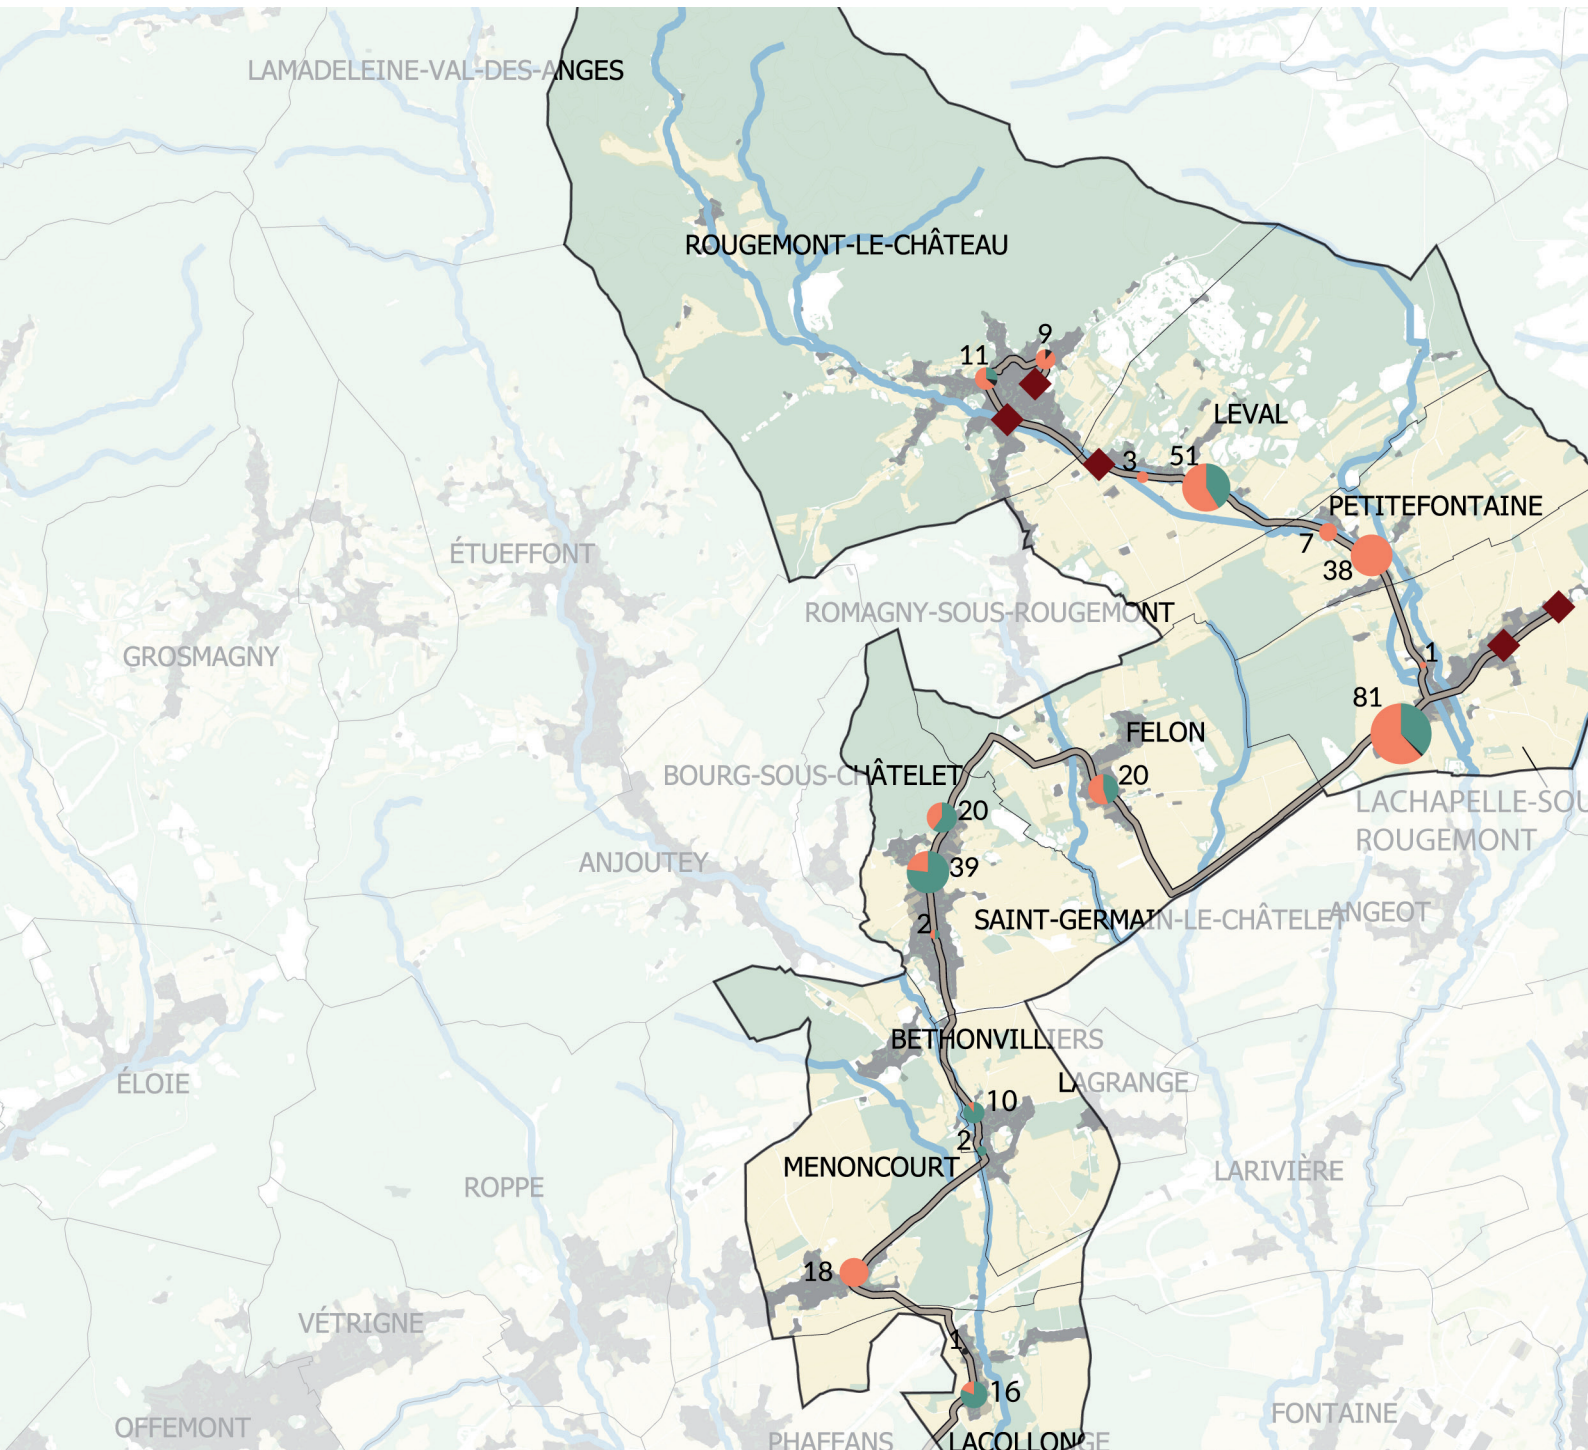 LAMADELEINE-VAL-DES-ANGES
ROUGEMONT-LE-CHÂTEAU
9
11
LEVAL
3
51
PETITEFONTAINE
7
38
ÉTUEFFONT
ROMAGNY-SOUS-ROUGEMONT
GROSMAGNY
1
81
FELON
BOURG-SOUS-CHÂTELET
20
20
LACHAPELLE-SOU
ROUGEMONT
ANJOUTEY
39
2
SAINT-GERMAIN-LE-CHÂTELET
ANGEOT
BETHONVILLIERS
ÉLOIE
LAGRANGE
10
2
MENONCOURT
LARIVIÈRE
ROPPE
18
VÉTRIGNE
1
16
OFFEMONT
FONTAINE
PHAFFANS
LACOLLONGE